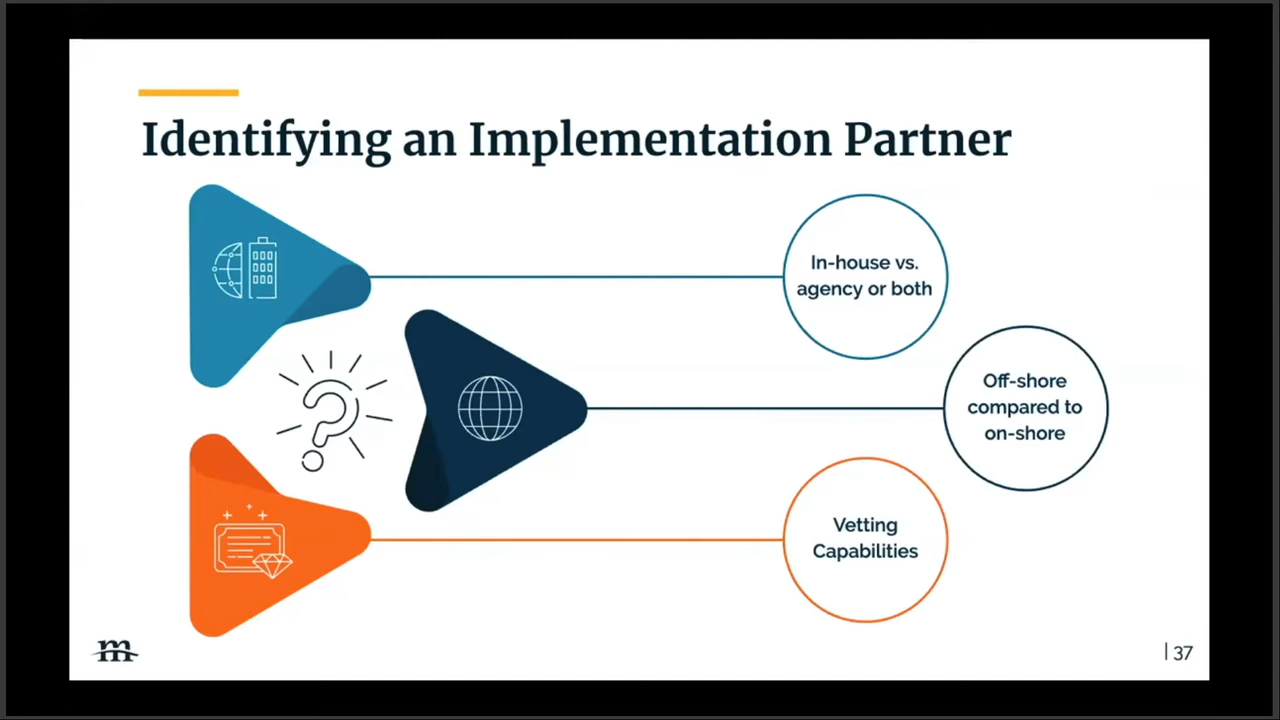 Identifying an Implementation Partner
In-house vs.
agency or both
Off-shore
compared to
on-shore
Vetting
Capabilities
m
| 37